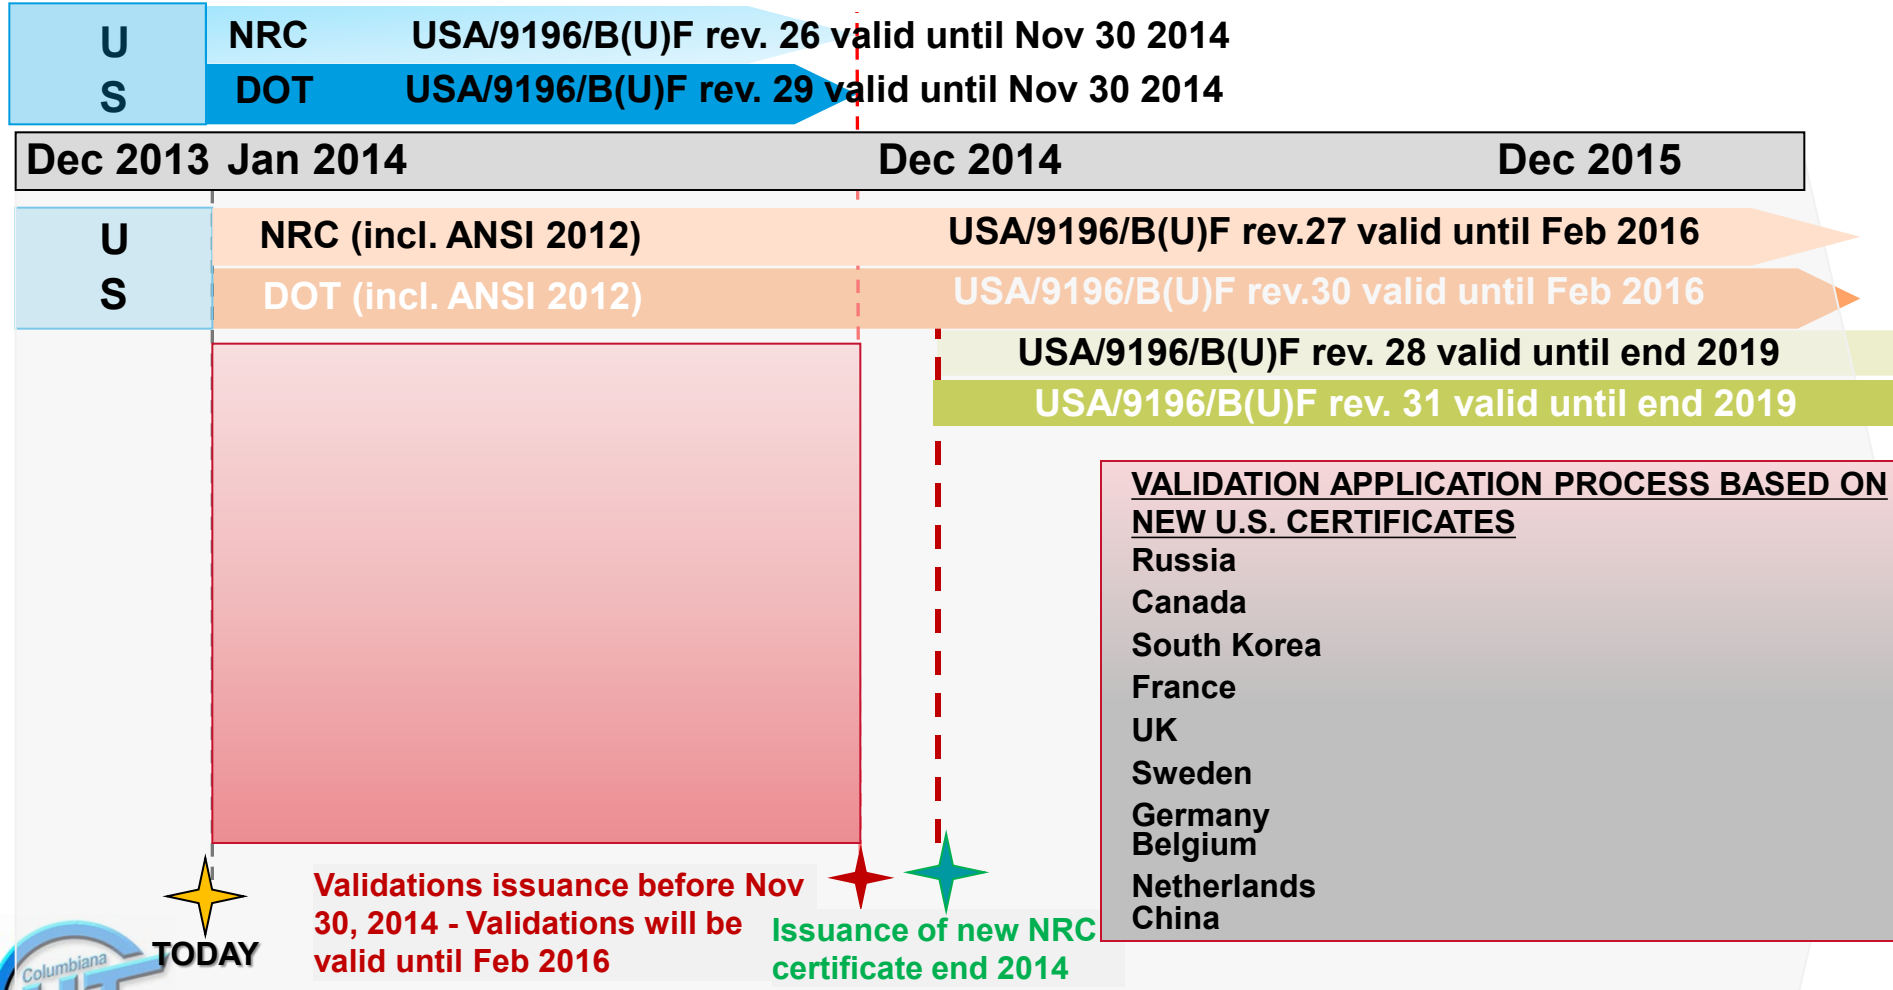 U
S
NRC USA/9196/B(U)F rev. 26 valid until Nov 30 2014
DOT USA/9196/B(U)F rev. 29 valid until Nov 30 2014
Dec 2013 Jan 2014 Dec 2014 Dec 2015
U
S
NRC (incl. ANSI 2012) USA/9196/B(U)F rev.27 valid until Feb 2016
DOT (incl. ANSI 2012) USA/9196/B(U)F rev.30 valid until Feb 2016
USA/9196/B(U)F rev. 28 valid until end 2019
USA/9196/B(U)F rev. 31 valid until end 2019
VALIDATION APPLICATION PROCESS BASED ON
NEW U.S. CERTIFICATES
Russia
Canada
South Korea
France
UK
Sweden
Germany
Belgium
Netherlands
China
TODAY
Validations issuance before Nov
30, 2014 - Validations will be
valid until Feb 2016
Issuance of new NRC
certificate end 2014
Columbiana